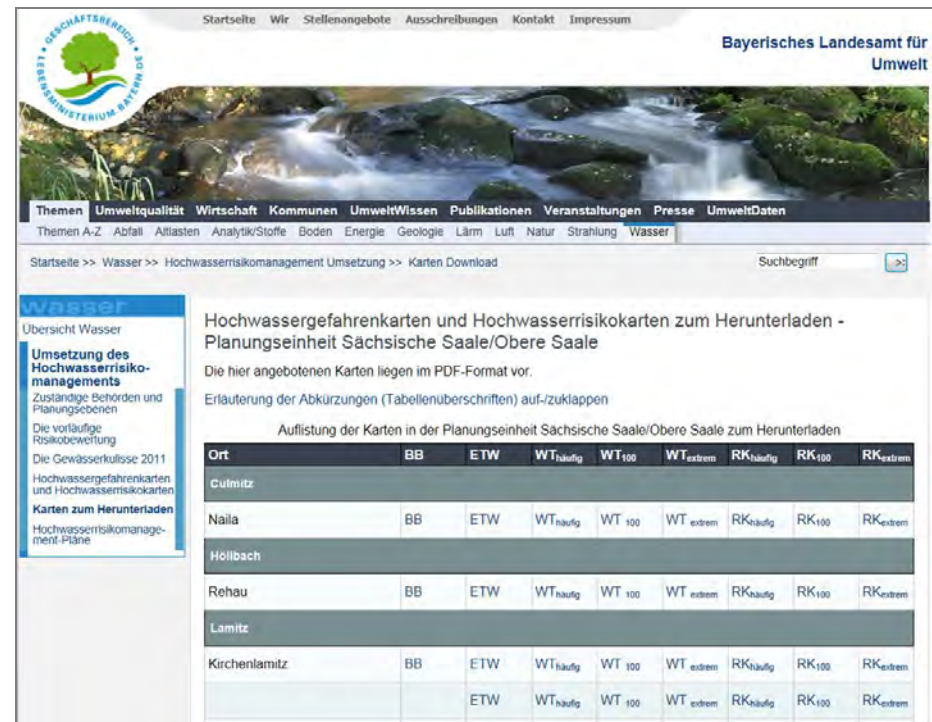 GESCHÄFTSBEREICH DE
LEBENSMINISTERIUM BAYERN.DE
Startseite Wir Stellenangebote Ausschreibungen Kontakt Impressum
Bayerisches Landesamt für
Umwelt
Themen Umweltqualität Wirtschaft Kommunen UmweltWissen Publikationen Veranstaltungen Presse UmweltDaten
Themen A-Z Abfall Altlasten Analytik/Stoffe Boden Energie Geologie Lärm Luft Natur Strahlung Wasser
Startseite >> Wasser >> Hochwasserrisikomanagement Umsetzung >> Karten Download
Suchbegriff >>
wasser
Übersicht Wasser
Umsetzung des
Hochwasserrisiko-
managements
Zuständige Behörden und
Planungsebenen
Die vorläufige
Risikobewertung
Die Gewässerkulisse 2011
Hochwassergefahrenkarten
und Hochwasserrisikokarten
Karten zum Herunterladen
Hochwasserrisikomanage-
ment-Pläne
Hochwassergefahrenkarten und Hochwasserrisikokarten zum Herunterladen -
Planungseinheit Sächsische Saale/Obere Saale
Die hier angebotenen Karten liegen im PDF-Format vor.
Erläuterung der Abkürzungen (Tabellenüberschriften) auf-/zuklappen
Auflistung der Karten in der Planungseinheit Sächsische Saale/Obere Saale zum Herunterladen
Ort BB ETW WThäufig WT100 WTextrem RKhäufig RK100 RKextrem
Culmitz
Naila BB ETW WThäufig WT 100 WT extrem RKhäufig RK100 RKextrem
Höllbach
Rehau BB ETW WThäufig WT 100 WT extrem RKhäufig RK100 RKextrem
Lamitz
Kirchenlamitz BB ETW WThäufig WT 100 WT extrem RKhäufig RK100 RKextrem
ETW WThäufig WT 100 WT extrem RKhäufig RK100 RKextrem